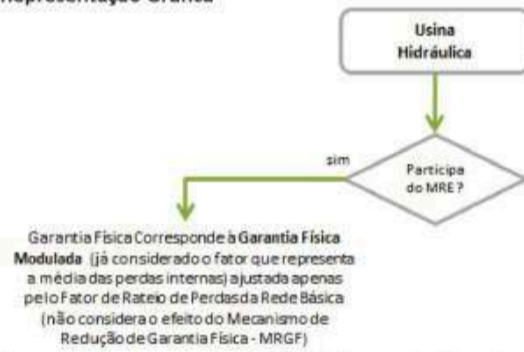 Representação Gráfica
Usina
Hidráulica
sim
Participa
do MRE ?
Garantia Física Corresponde à Garantia Física
Modulada (já considerado o fator que representa
a média das perdas internas) ajustada apenas
pelo Fator de Rateio de Perdas da Rede Básica
(não considera o efeito do Mecanismo de
Redução de Garantia Física - MRGF)